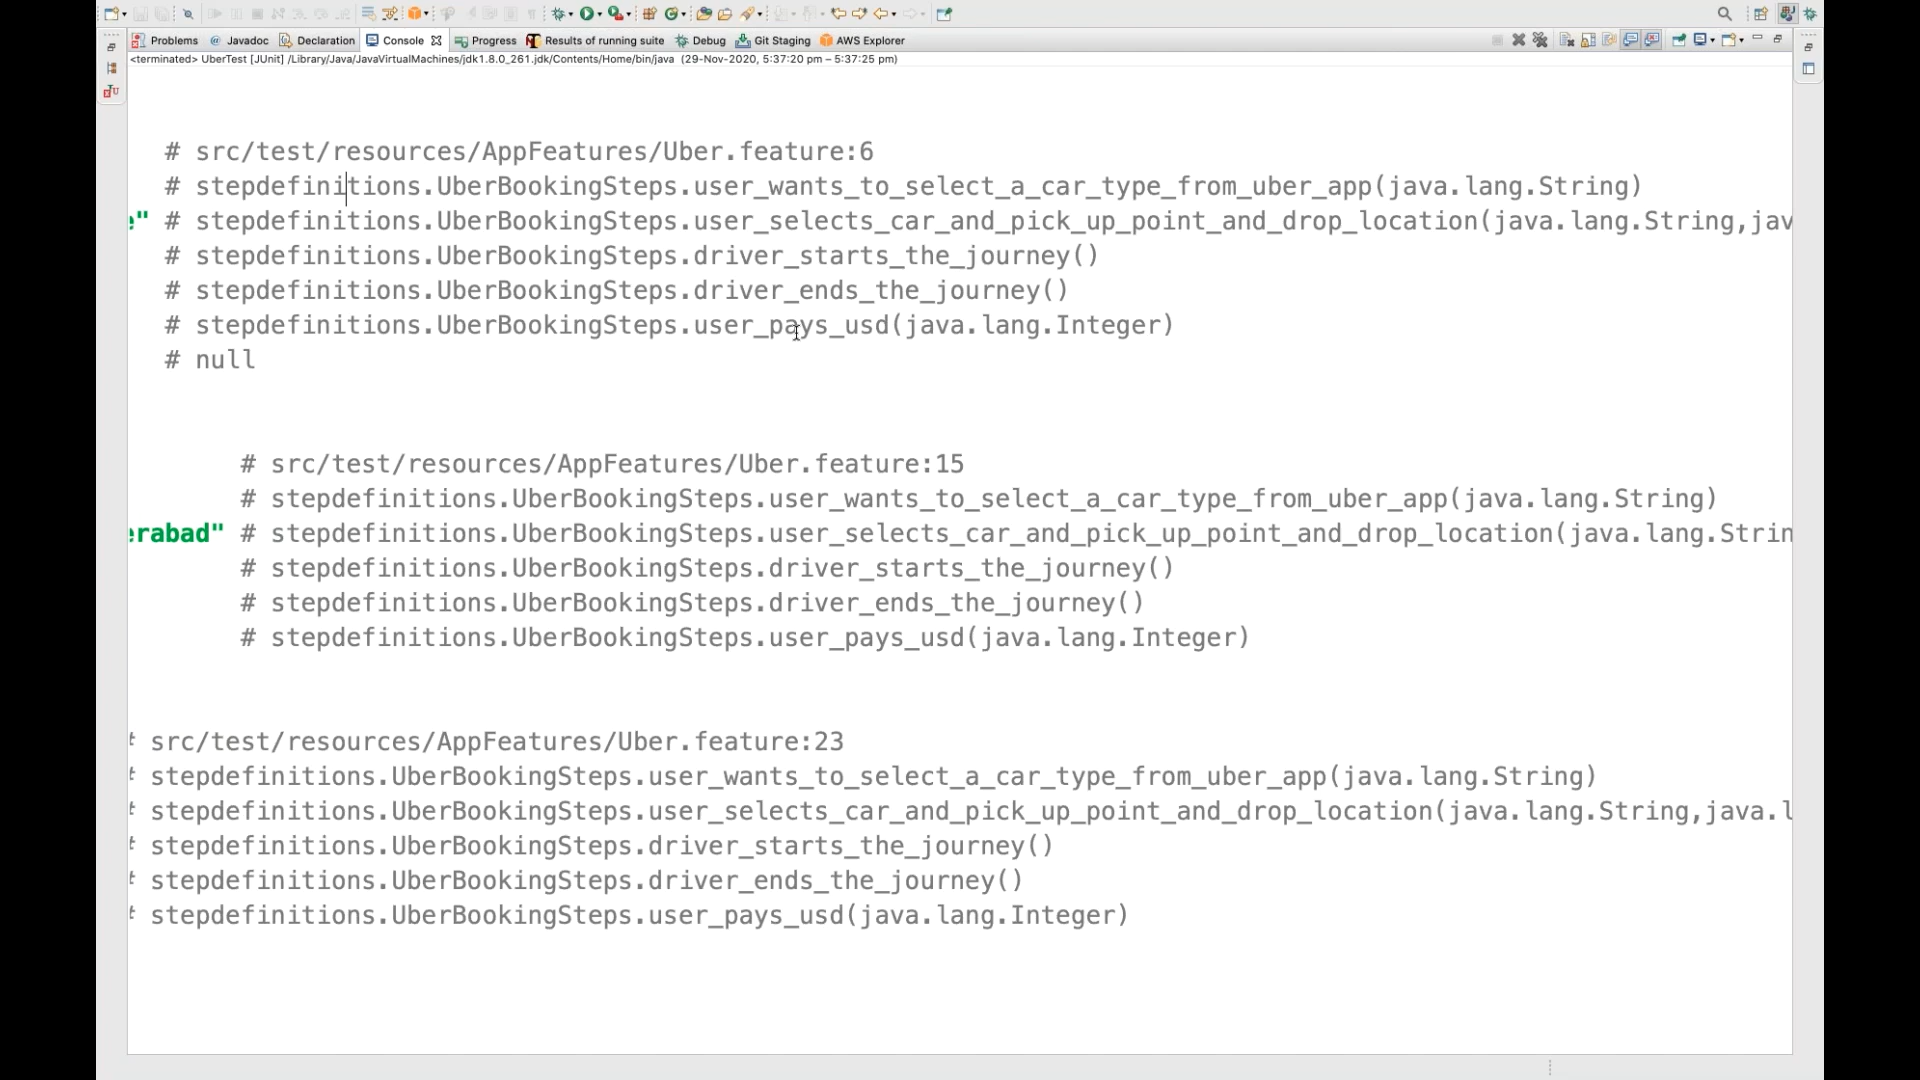 Problems @ Javadoc Declaration Console Progress Results of running suite Debug Git Staging AWS Explorer
<terminated> UberTest [JUnit] /Library/Java/JavaVirtualMachines/jdk1.8.0_261.jdk/Contents/Home/bin/java (29-Nov-2020, 5:37:20 pm – 5:37:25 pm)
# src/test/resources/AppFeatures/Uber.feature:6
# stepdefinitions.UberBookingSteps.user_wants_to_select_a_car_type_from_uber_app(java.lang.String)
e" # stepdefinitions.UberBookingSteps.user_selects_car_and_pick_up_point_and_drop_location(java.lang.String,jav
# stepdefinitions.UberBookingSteps.driver_starts_the_journey()
# stepdefinitions.UberBookingSteps.driver_ends_the_journey()
# stepdefinitions.UberBookingSteps.user_pays_usd(java.lang.Integer)
# null
# src/test/resources/AppFeatures/Uber.feature:15
# stepdefinitions.UberBookingSteps.user_wants_to_select_a_car_type_from_uber_app(java.lang.String)
erabad" # stepdefinitions.UberBookingSteps.user_selects_car_and_pick_up_point_and_drop_location(java.lang.Strin
# stepdefinitions.UberBookingSteps.driver_starts_the_journey()
# stepdefinitions.UberBookingSteps.driver_ends_the_journey()
# stepdefinitions.UberBookingSteps.user_pays_usd(java.lang.Integer)
# src/test/resources/AppFeatures/Uber.feature:23
# stepdefinitions.UberBookingSteps.user_wants_to_select_a_car_type_from_uber_app(java.lang.String)
# stepdefinitions.UberBookingSteps.user_selects_car_and_pick_up_point_and_drop_location(java.lang.String,java.l
# stepdefinitions.UberBookingSteps.driver_starts_the_journey()
# stepdefinitions.UberBookingSteps.driver_ends_the_journey()
# stepdefinitions.UberBookingSteps.user_pays_usd(java.lang.Integer)